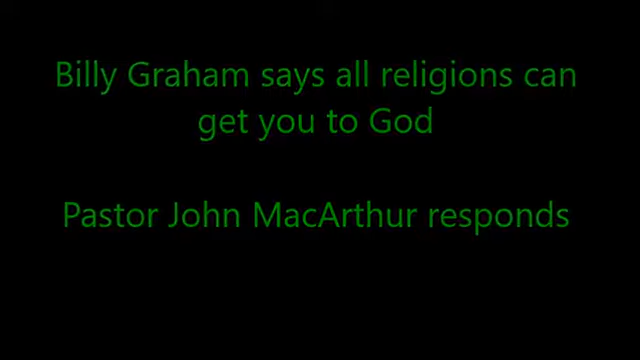 Billy Graham says all religions can
get you to God
Pastor John MacArthur responds